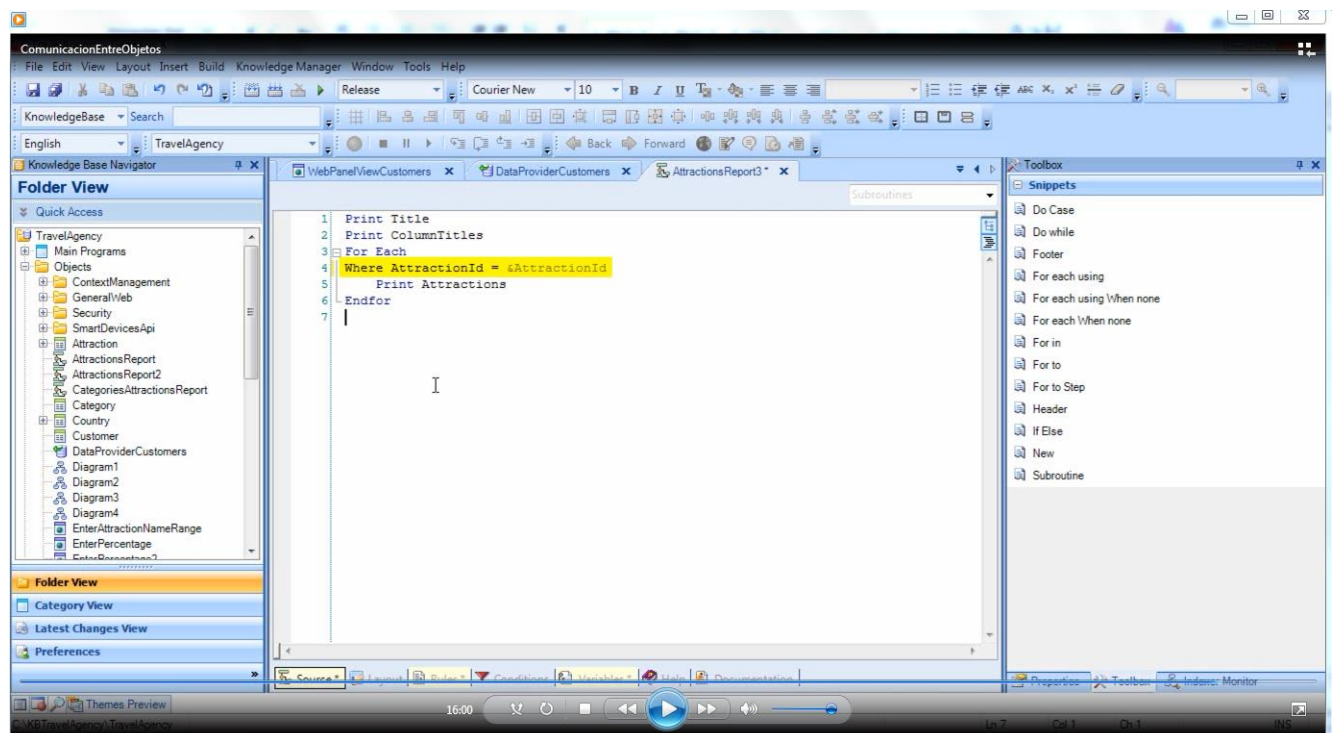 ComunicacionEntreObjetos
File Edit View Layout Insert Build Knowledge Manager Window Tools Help
Release Courier New 10 B I U ABC
KnowledgeBase Search
English TravelAgency Back Forward
Knowledge Base Navigator
Folder View
Quick Access
TravelAgency
Main Programs
Objects
ContextManagement
GeneralWeb
Security
SmartDevicesApi
Attraction
AttractionsReport
AttractionsReport2
CategoriesAttractionsReport
Category
Country
Customer
DataProviderCustomers
Diagram1
Diagram2
Diagram3
Diagram4
EnterAttractionNameRange
EnterPercentage
EnterPercentage2
Folder View
Category View
Latest Changes View
Preferences
WebPanelViewCustomers DataProviderCustomers AttractionsReport3 *
Subroutines
1 Print Title
2 Print ColumnTitles
3 For Each
4 Where AttractionId = &AttractionId
5 Print Attractions
6 Endfor
7
Source * Layout Rules * Conditions Variables * Help Documentation
Toolbox
Snippets
Do Case
Do while
Footer
For each using
For each using When none
For each When none
For in
For to
For to Step
Header
If Else
New
Subroutine
Properties Toolbox Indexer Monitor
Themes Preview
16:00
C:\KBTravelAgency\TravelAgency Ln 7 Col 1 Ch 1 INS